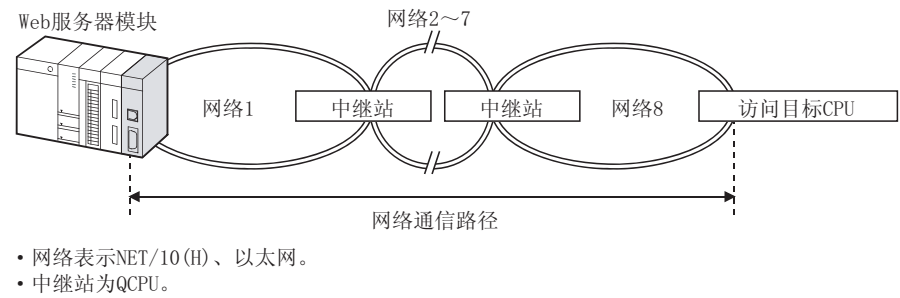 Web服务器模块
网络2～7
网络1
中继站
中继站
网络8
访问目标CPU
网络通信路径
·网络表示NET/10(H)、以太网。
·中继站为QCPU。